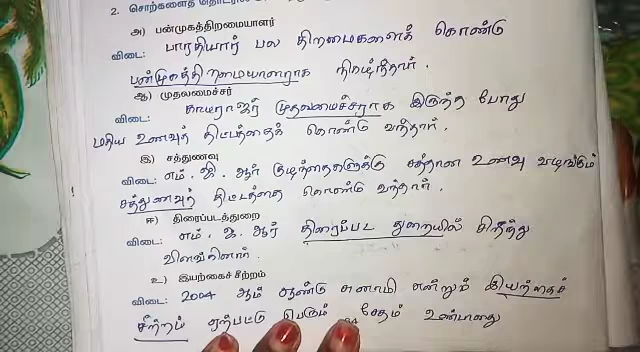 2. சொற்களைத் தொடரில்
அ) பன்முகத்திறமையாளர்
விடை: பாரதியார் பல திறமைகளைக் கொண்டு
பன்முகத்திறமையாளராக திகழ்ந்தார்.
ஆ) முதலமைச்சர்
விடை: காமராஜர் முதலமைச்சராக இருந்த போது
மதிய உணவுத் திட்டத்தைக் கொண்டு வந்தார்.
இ) சத்துணவு
விடை: எம். ஜி. ஆர் குழந்தைகளுக்கு சத்தான உணவு வழங்கும்
சத்துணவுத் திட்டத்தை கொண்டு வந்தார்.
ஈ) திரைப்படத்துறை
விடை: எம். ஜி. ஆர் திரைப்பட துறையில் சிறந்து
விளங்கினார்.
உ) இயற்கைச் சீற்றம்
விடை: 2004 ஆம் ஆண்டு சுனாமி என்னும் இயற்கைச்
சீற்றம் ஏற்பட்டு பெரும் சேதம் உண்டானது